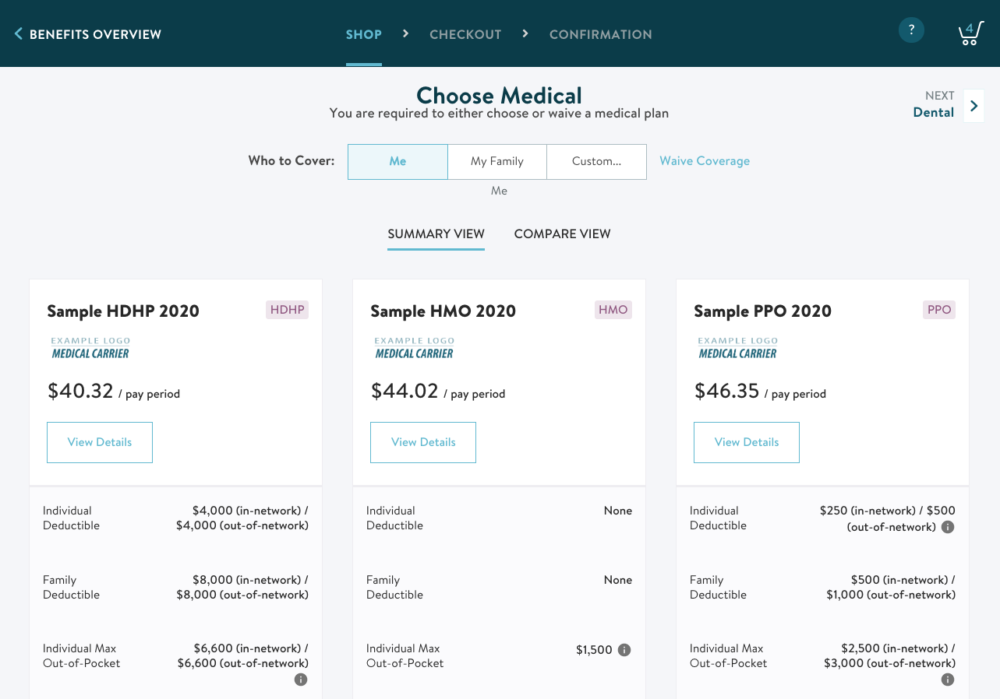 BENEFITS OVERVIEW
SHOP
CHECKOUT
CONFIRMATION
?
4
Choose Medical
You are required to either choose or waive a medical plan
NEXT
Dental
Who to Cover:
Me
My Family
Custom...
Waive Coverage
Me
SUMMARY VIEW
COMPARE VIEW
Sample HDHP 2020
HDHP
EXAMPLE LOGO
MEDICAL CARRIER
$40.32 / pay period
View Details
Individual
Deductible
$4,000 (in-network) /
$4,000 (out-of-network)
Family
Deductible
$8,000 (in-network) /
$8,000 (out-of-network)
Individual Max
Out-of-Pocket
$6,600 (in-network) /
$6,600 (out-of-network)
i
Sample HMO 2020
HMO
EXAMPLE LOGO
MEDICAL CARRIER
$44.02 / pay period
View Details
Individual
Deductible
None
Family
Deductible
None
Individual Max
Out-of-Pocket
$1,500 i
Sample PPO 2020
PPO
EXAMPLE LOGO
MEDICAL CARRIER
$46.35 / pay period
View Details
Individual
Deductible
$250 (in-network) / $500
(out-of-network) i
Family
Deductible
$500 (in-network) /
$1,000 (out-of-network)
Individual Max
Out-of-Pocket
$2,500 (in-network) /
$3,000 (out-of-network)
i